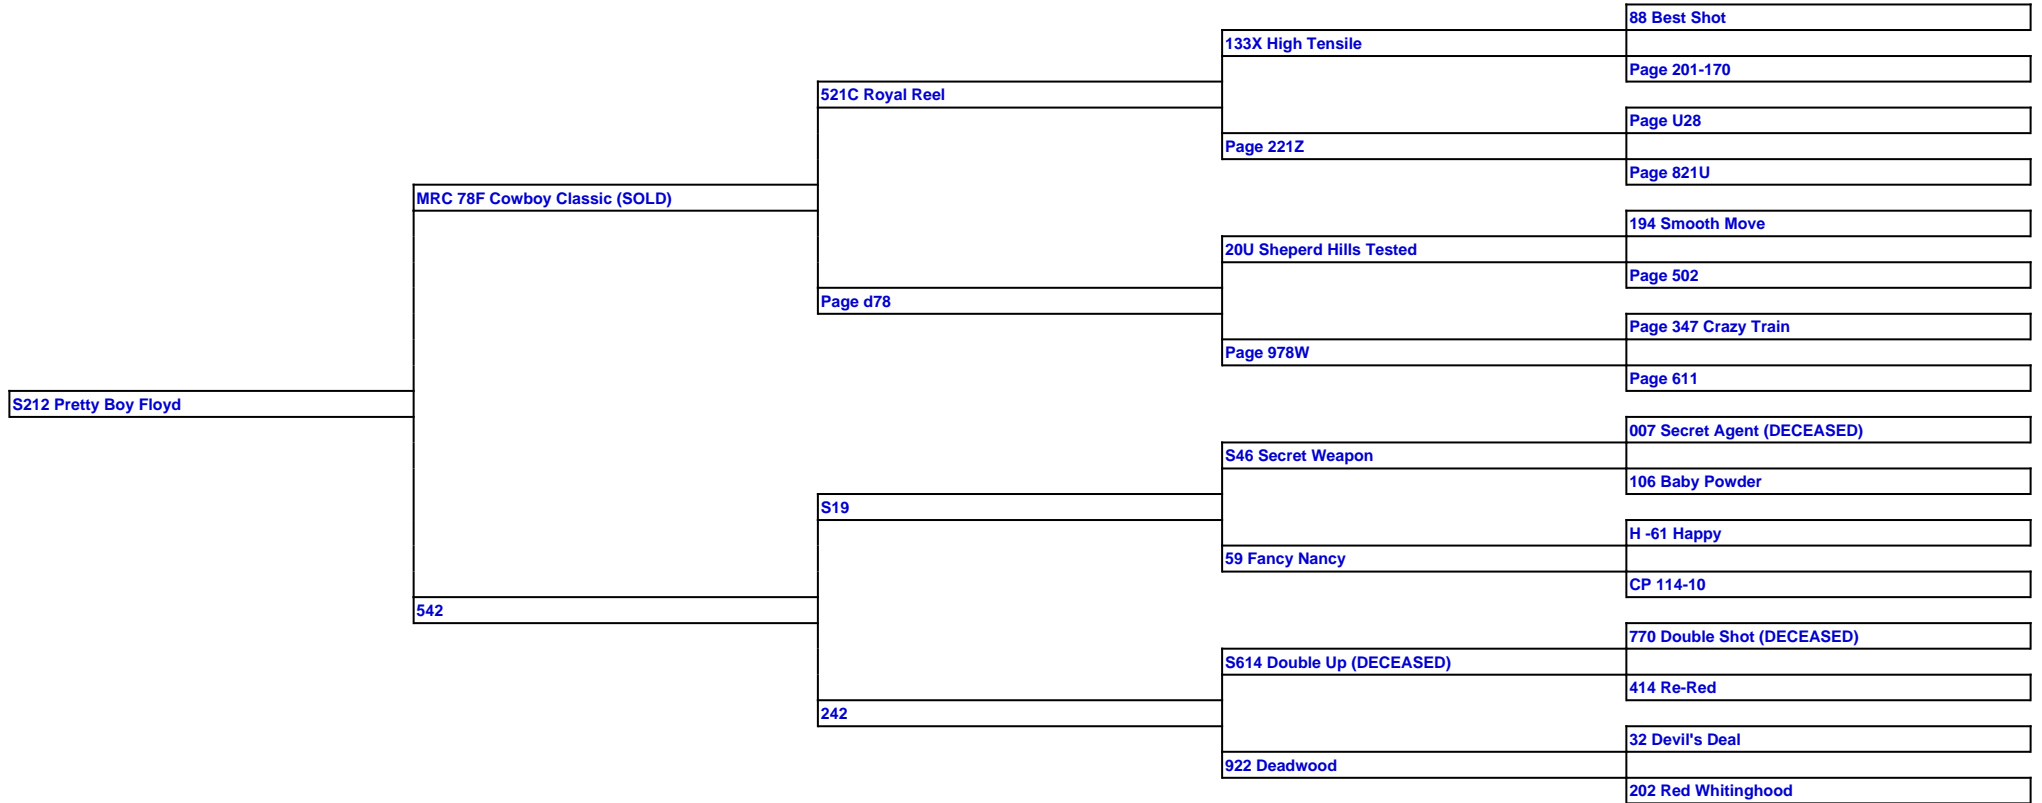 88 Best Shot
133X High Tensile
Page 201-170
521C Royal Reel
Page U28
Page 221Z
Page 821U
MRC 78F Cowboy Classic (SOLD)
194 Smooth Move
20U Sheperd Hills Tested
Page 502
Page d78
Page 347 Crazy Train
Page 978W
Page 611
S212 Pretty Boy Floyd
007 Secret Agent (DECEASED)
S46 Secret Weapon
106 Baby Powder
S19
H -61 Happy
59 Fancy Nancy
CP 114-10
542
770 Double Shot (DECEASED)
S614 Double Up (DECEASED)
414 Re-Red
242
32 Devil's Deal
922 Deadwood
202 Red Whitinghood